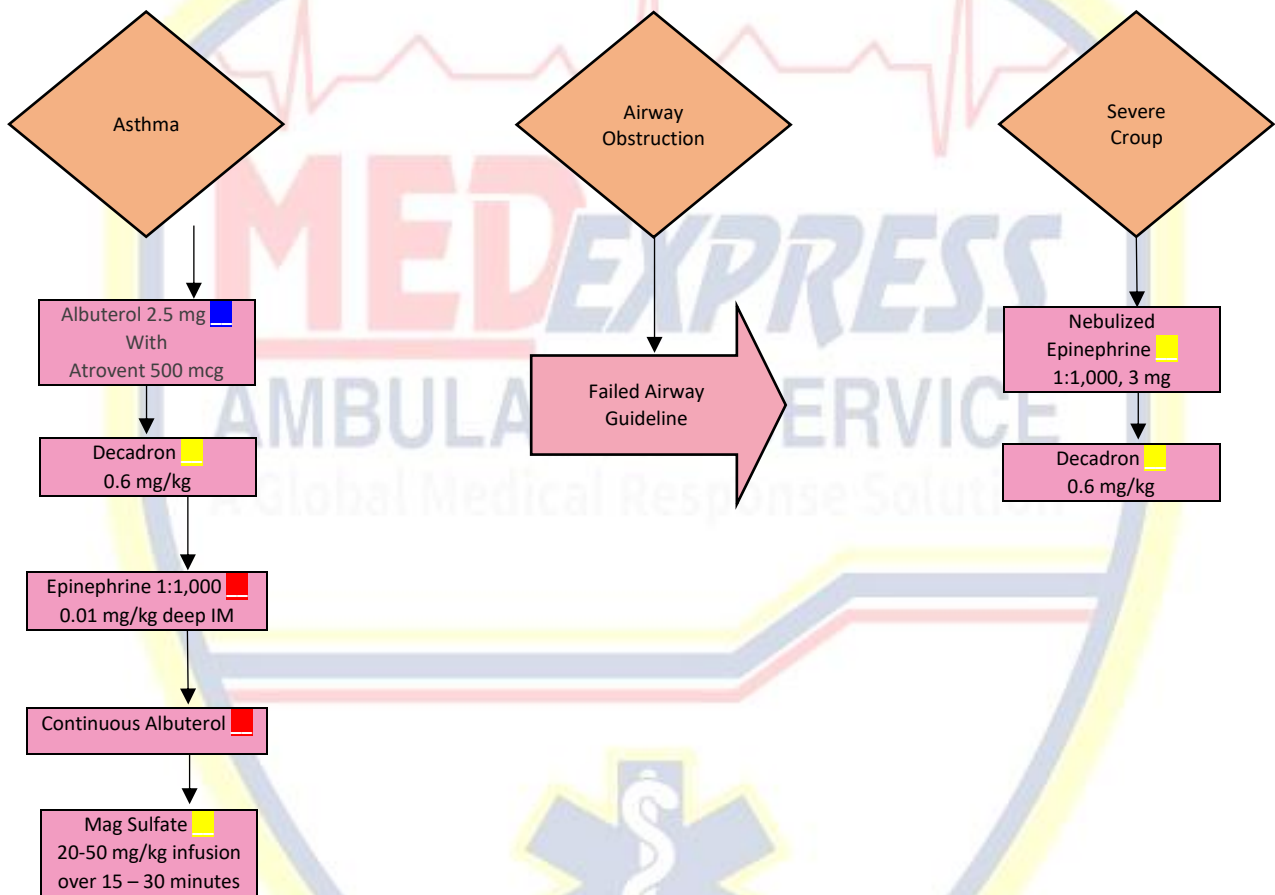 Asthma
Albuterol 2.5 mg
With
Atrovent 500 mcg
Decadron
0.6 mg/kg
Epinephrine 1:1,000
0.01 mg/kg deep IM
Continuous Albuterol
Mag Sulfate
20-50 mg/kg infusion
over 15 – 30 minutes
Airway
Obstruction
Failed Airway
Guideline
Severe
Croup
Nebulized
Epinephrine
1:1,000, 3 mg
Decadron
0.6 mg/kg
MEDEXPRESS
AMBULA ERVICE
A Global Medical Response Solution